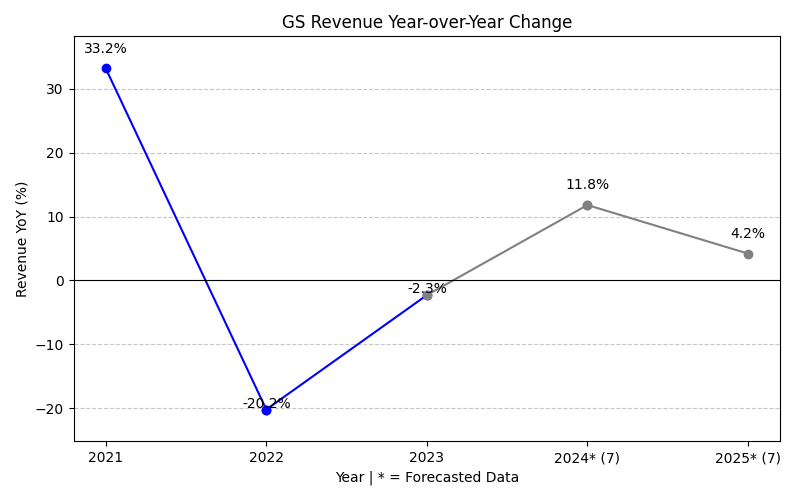 GS Revenue Year-over-Year Change
33.2%
30
20
11.8%
10
4.2%
0
-2.3%
−10
-20.2%
−20
Revenue YoY (%)
2021 2022 2023 2024* (7) 2025* (7)
Year | * = Forecasted Data